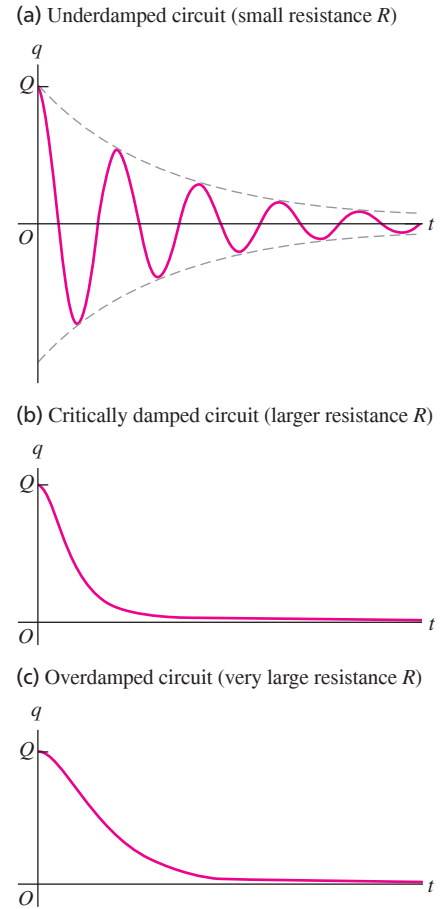 (a) Underdamped circuit (small resistance R)
q
Q
O
t
(b) Critically damped circuit (larger resistance R)
q
Q
O
t
(c) Overdamped circuit (very large resistance R)
q
Q
O
t